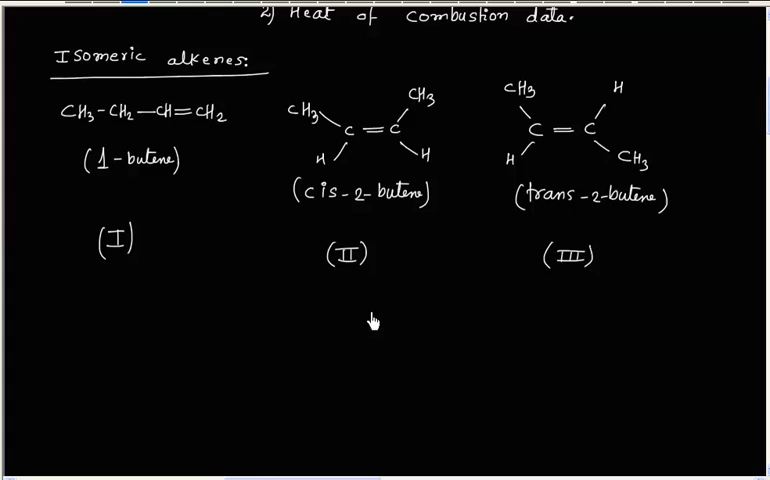 2) Heat of combustion data.
Isomeric alkenes:
CH3-CH2-CH=CH2
(1-butene)
(I)
CH3 CH3
C=C
H H
(cis-2-butene)
(II)
CH3 H
C=C
H CH3
(trans-2-butene)
(III)